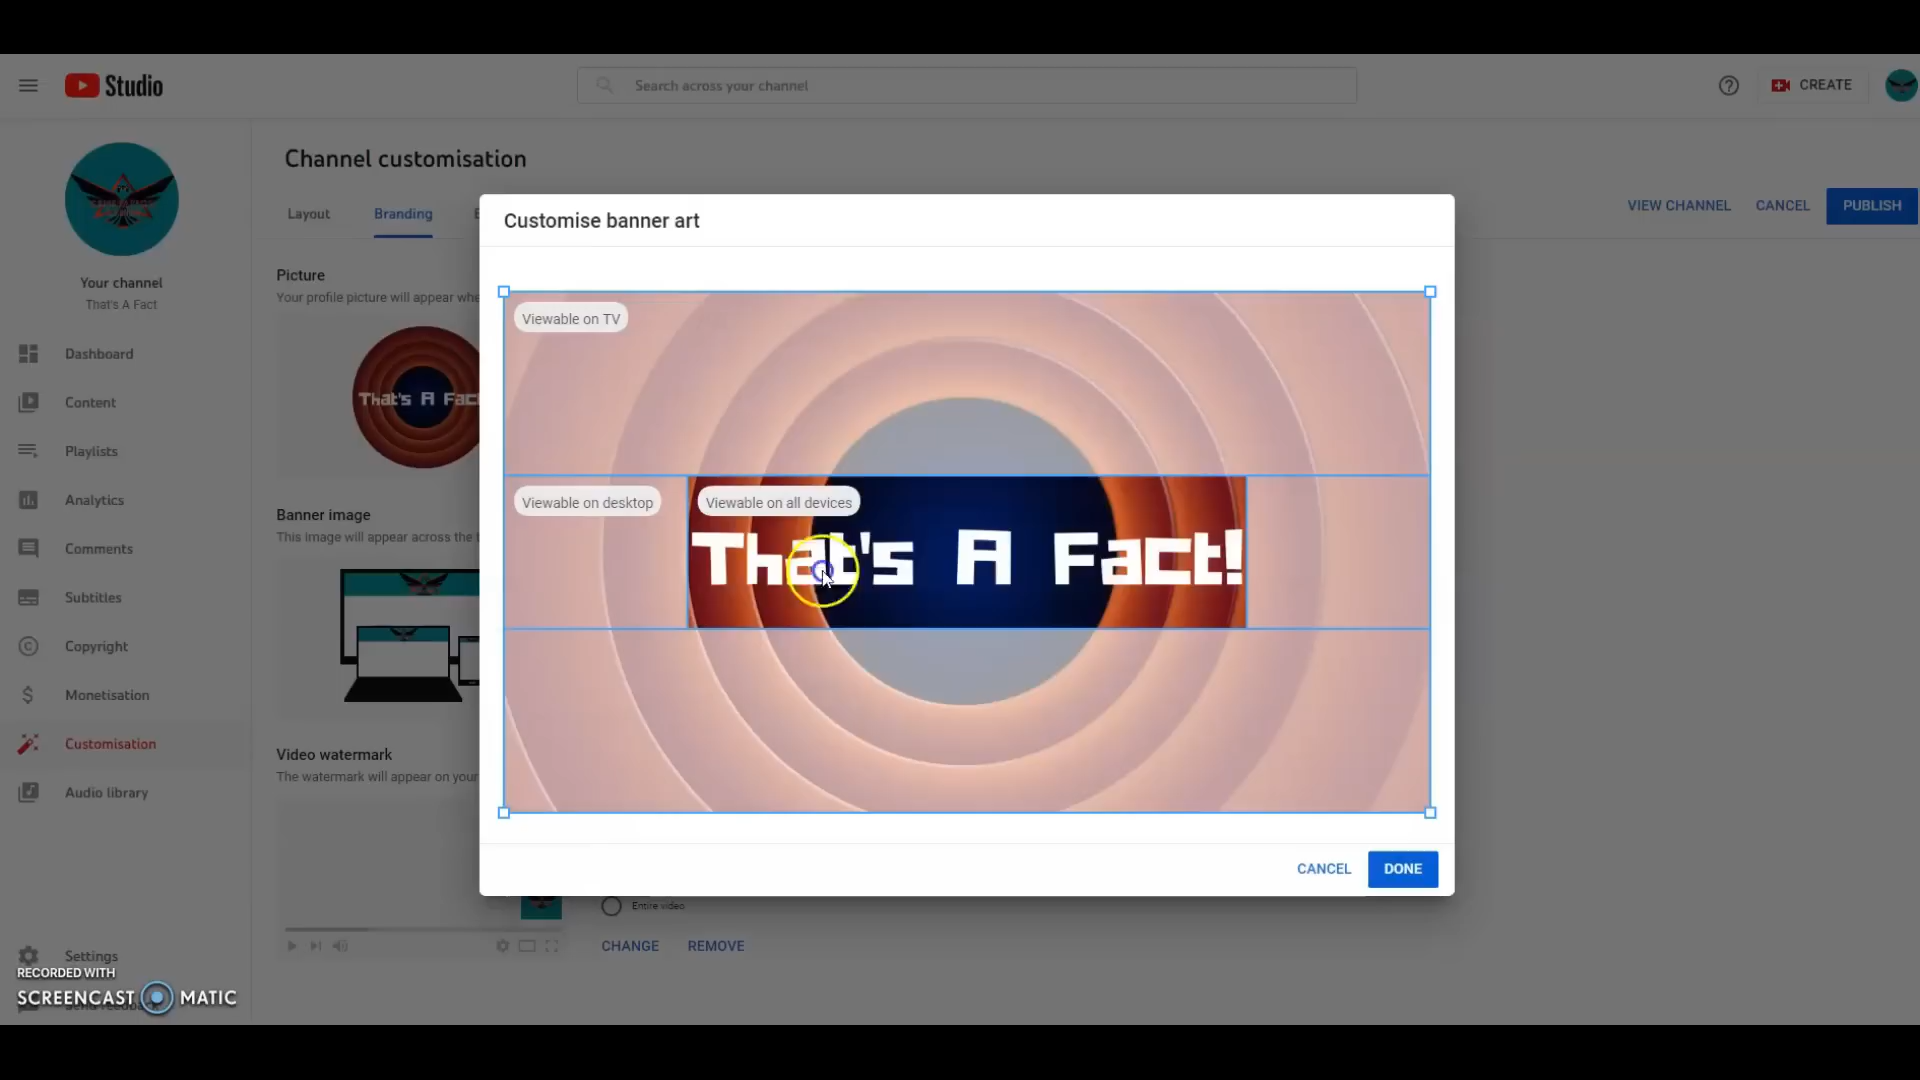 Studio
Search across your channel
CREATE
Channel customisation
VIEW CHANNEL
CANCEL
PUBLISH
Layout
Branding
Your channel
That's A Fact
Dashboard
Content
Playlists
Analytics
Comments
Subtitles
Copyright
Monetisation
Customisation
Audio library
Settings
Picture
Your profile picture will appear
That's A
Banner image
This image will appear across the
Video watermark
The watermark will appear on your
Customise banner art
Viewable on TV
Viewable on desktop
Viewable on all devices
That's A Fact!
CANCEL
DONE
Entire video
CHANGE
REMOVE
RECORDED WITH
SCREENCAST MATIC